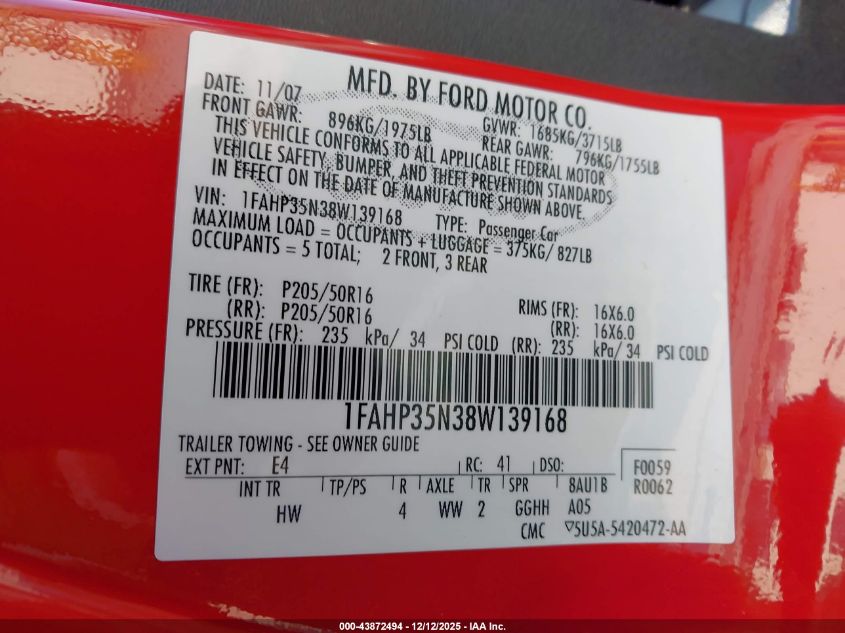 MFD. BY FORD MOTOR CO.
DATE: 11/07 GVWR: 1685KG/3715LB
FRONT GAWR: 896KG/1975LB REAR GAWR: 796KG/1755LB
THIS VEHICLE CONFORMS TO ALL APPLICABLE FEDERAL MOTOR
VEHICLE SAFETY, BUMPER, AND THEFT PREVENTION STANDARDS
IN EFFECT ON THE DATE OF MANUFACTURE SHOWN ABOVE.
VIN: 1FAHP35N38W139168 TYPE: Passenger Car
MAXIMUM LOAD = OCCUPANTS + LUGGAGE = 375KG/ 827LB
OCCUPANTS = 5 TOTAL; 2 FRONT, 3 REAR
TIRE (FR): P205/50R16 RIMS (FR): 16X6.0
(RR): P205/50R16 (RR): 16X6.0
PRESSURE (FR): 235 kPa/ 34 PSI COLD (RR): 235 kPa/ 34 PSI COLD
1FAHP35N38W139168
TRAILER TOWING - SEE OWNER GUIDE
EXT PNT: E4 RC: 41 DSO: F0059
INT TR TP/PS R AXLE TR SPR 8AU1B R0062
HW 4 WW 2 GGHH A05
CMC 5U5A-5420472-AA
000-43872494 - 12/12/2025 - IAA Inc.